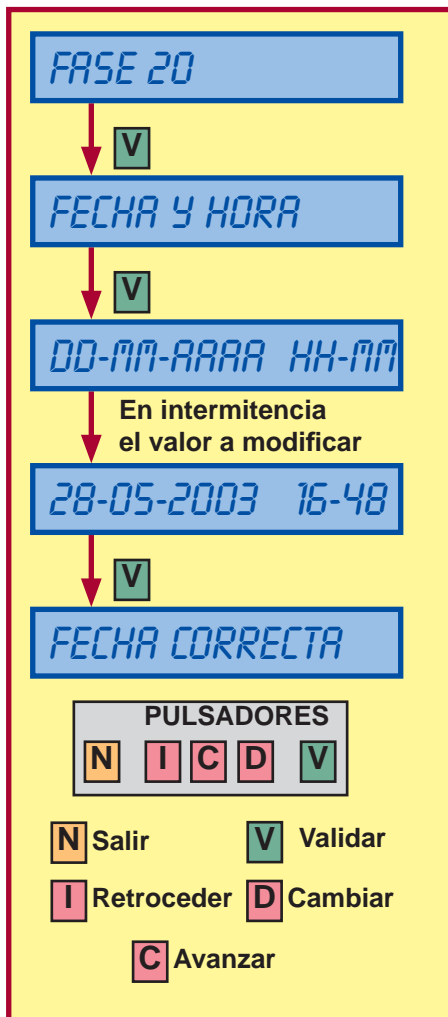 FASE 20
V
FECHA Y HORA
V
DD-MM-AAAA HH-MM
En intermitencia
el valor a modificar
28-05-2003 16-48
V
FECHA CORRECTA
PULSADORES
N I C D V
N Salir V Validar
I Retroceder D Cambiar
C Avanzar